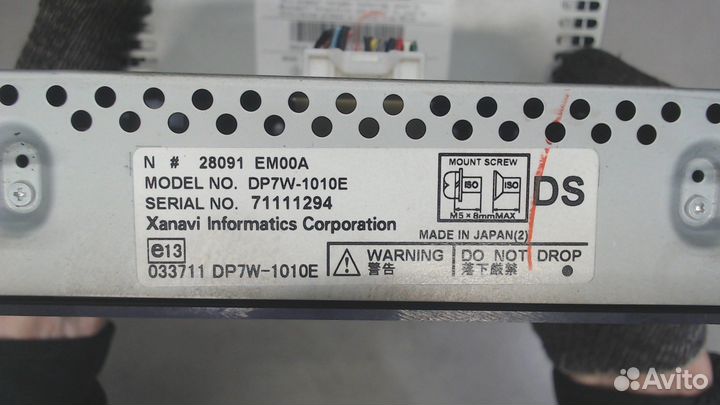 N # 28091 EM00A
MODEL NO. DP7W-1010E
SERIAL NO. 71111294
Xanavi Informatics Corporation
e13
033711 DP7W-1010E
MOUNT SCREW
ISO ISO
M5×8mmMAX
DS
MADE IN JAPAN(2)
WARNING
警告
DO NOT DROP
落下厳禁
Avito